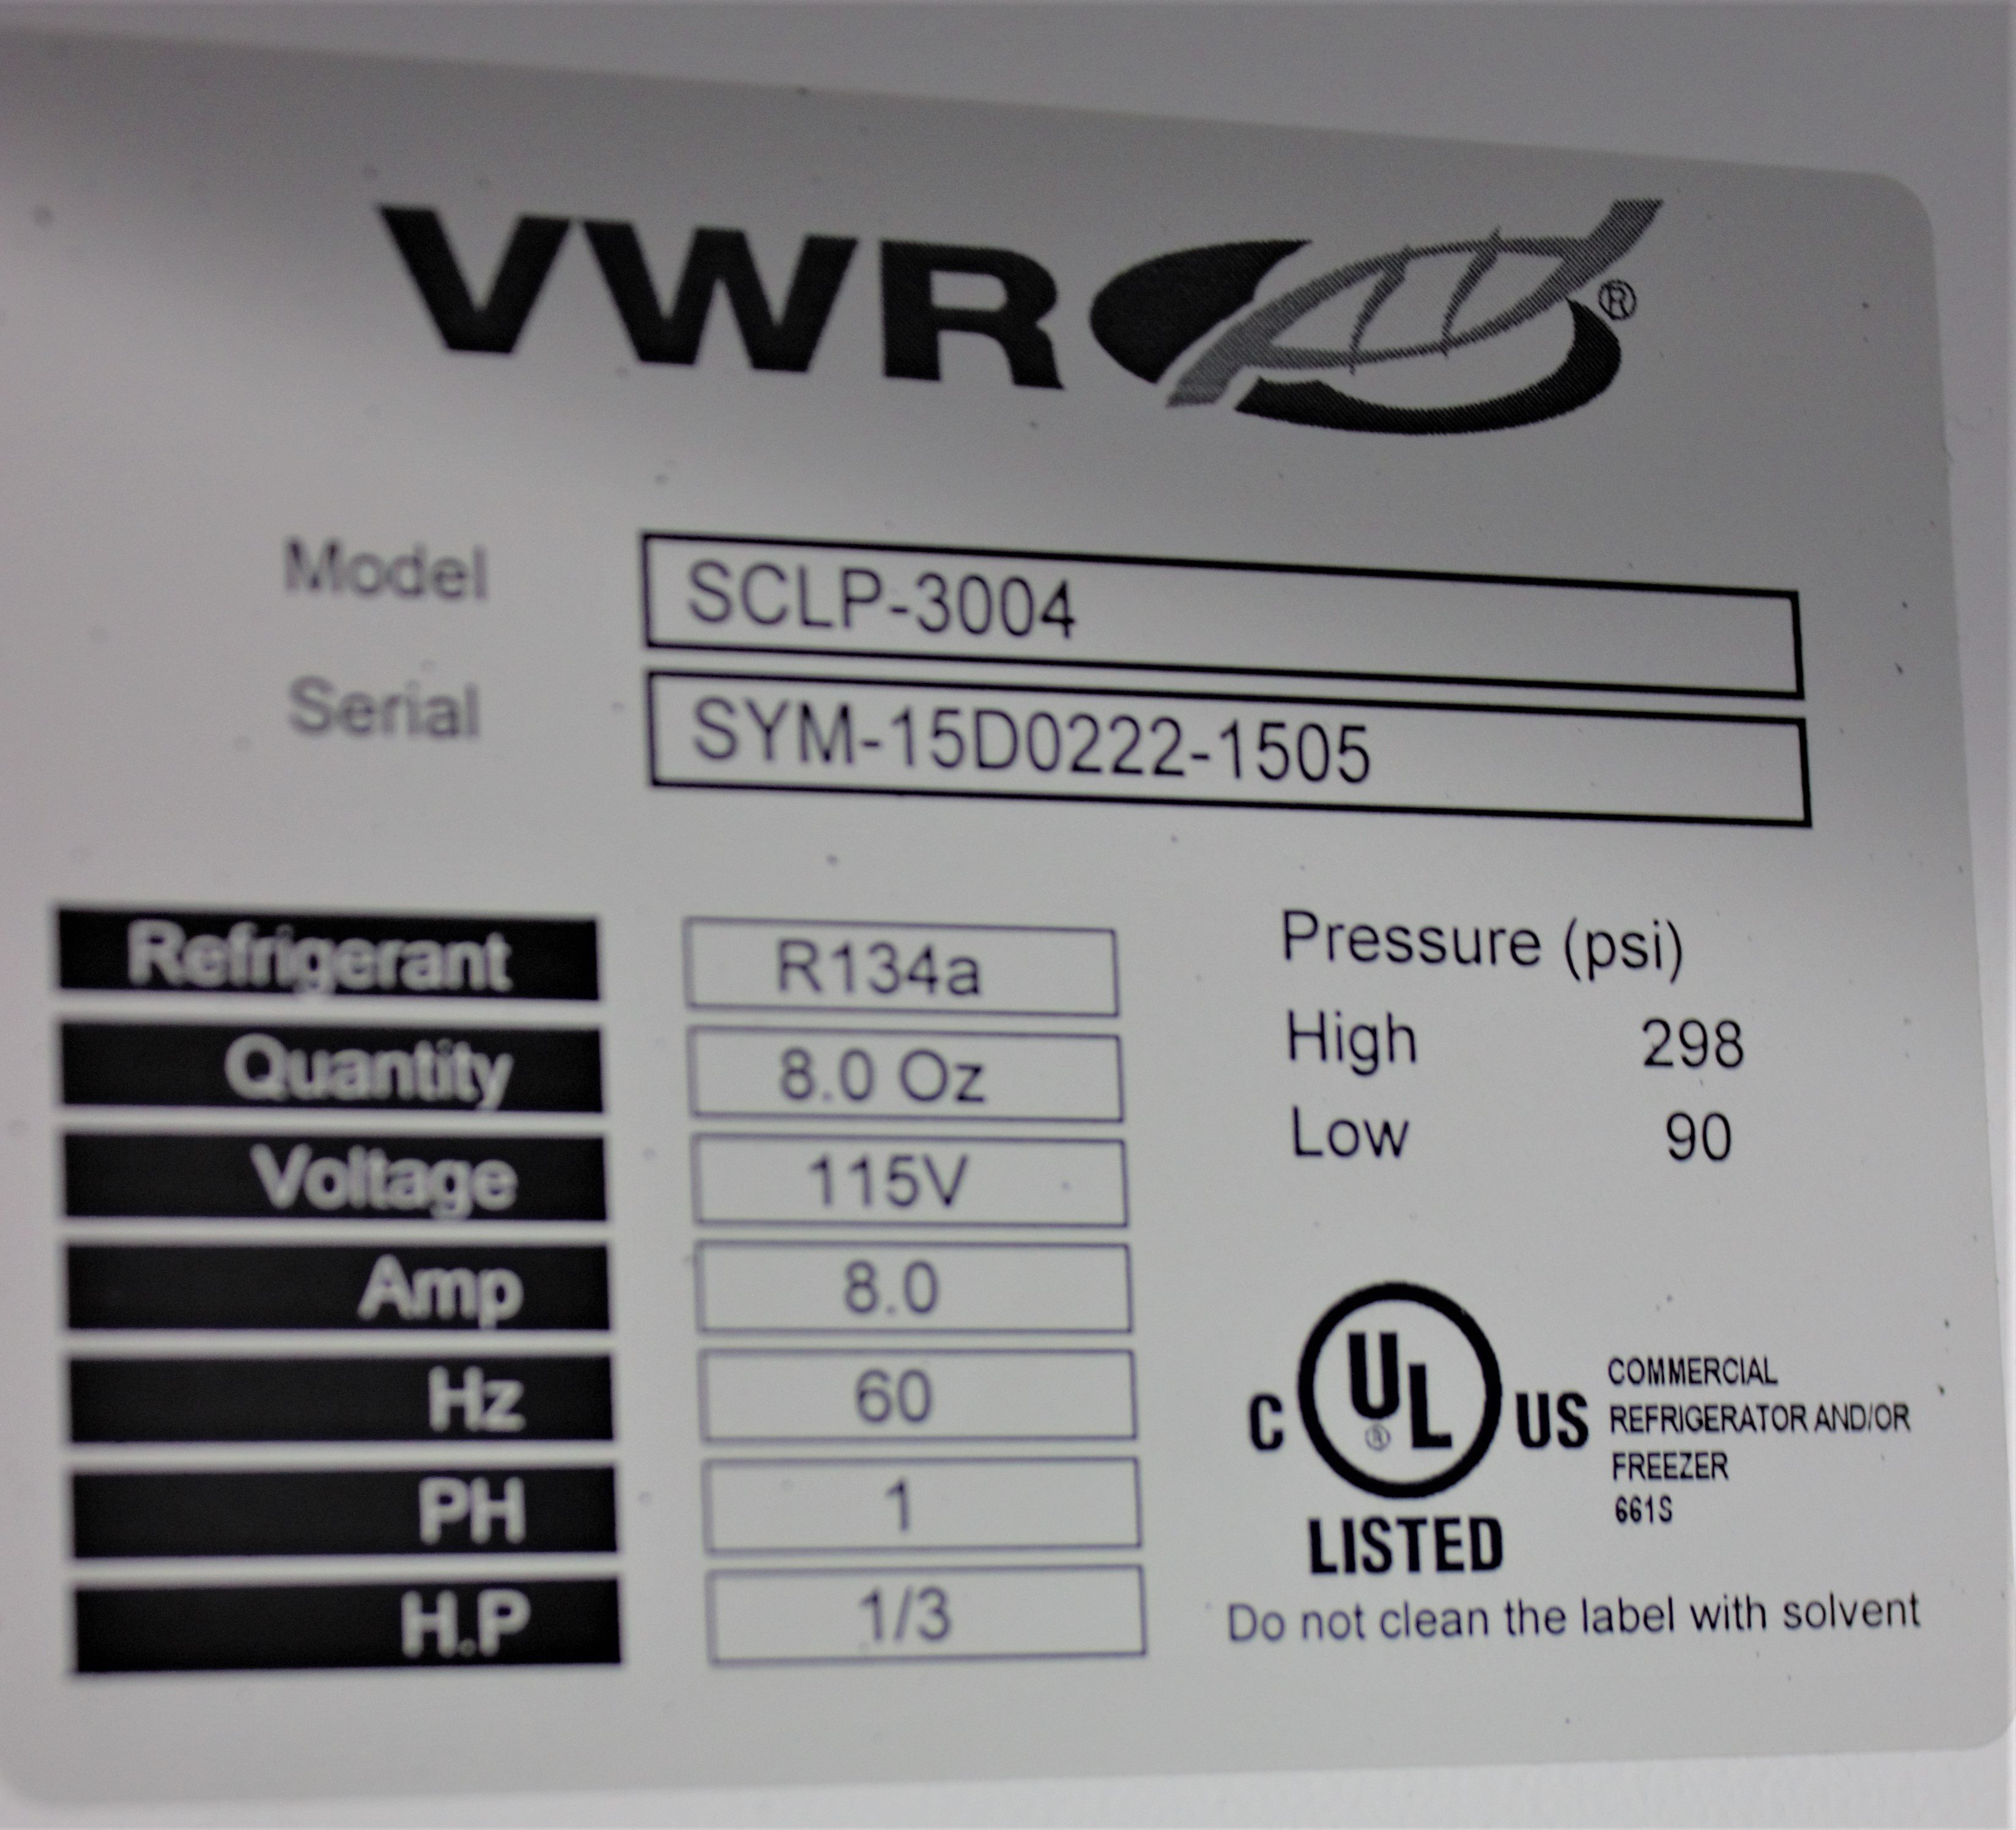 VWR ®
Model SCLP-3004
Serial SYM-15D0222-1505
Refrigerant R134a
Quantity 8.0 Oz
Voltage 115V
Amp 8.0
Hz 60
PH 1
H.P 1/3
Pressure (psi)
High 298
Low 90
C UL ® US
LISTED
COMMERCIAL
REFRIGERATOR AND/OR
FREEZER
661S
Do not clean the label with solvent